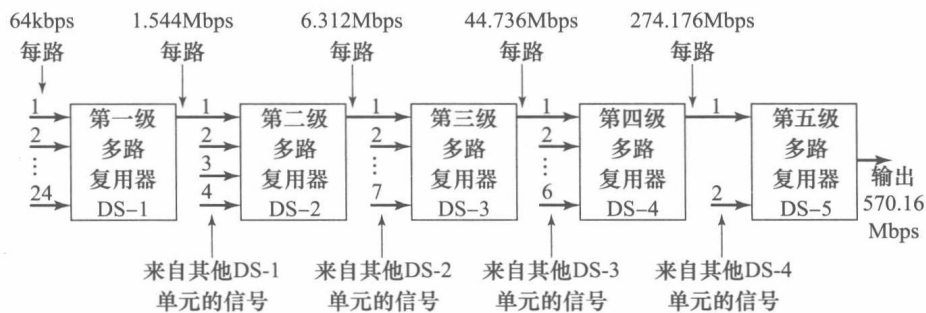 64kbps 1.544Mbps 6.312Mbps 44.736Mbps 274.176Mbps
每路 每路 每路 每路 每路
1 第一级 1 第二级 1 第三级 1 第四级 1 第五级
2 多路 2 多路 2 多路 2 多路 多路
⋮ 复用器 3 复用器 ⋮ 复用器 ⋮ 复用器 复用器 输出
24 DS-1 4 DS-2 7 DS-3 6 DS-4 2 DS-5 570.16
Mbps
来自其他DS-1 来自其他DS-2 来自其他DS-3 来自其他DS-4
单元的信号 单元的信号 单元的信号 单元的信号